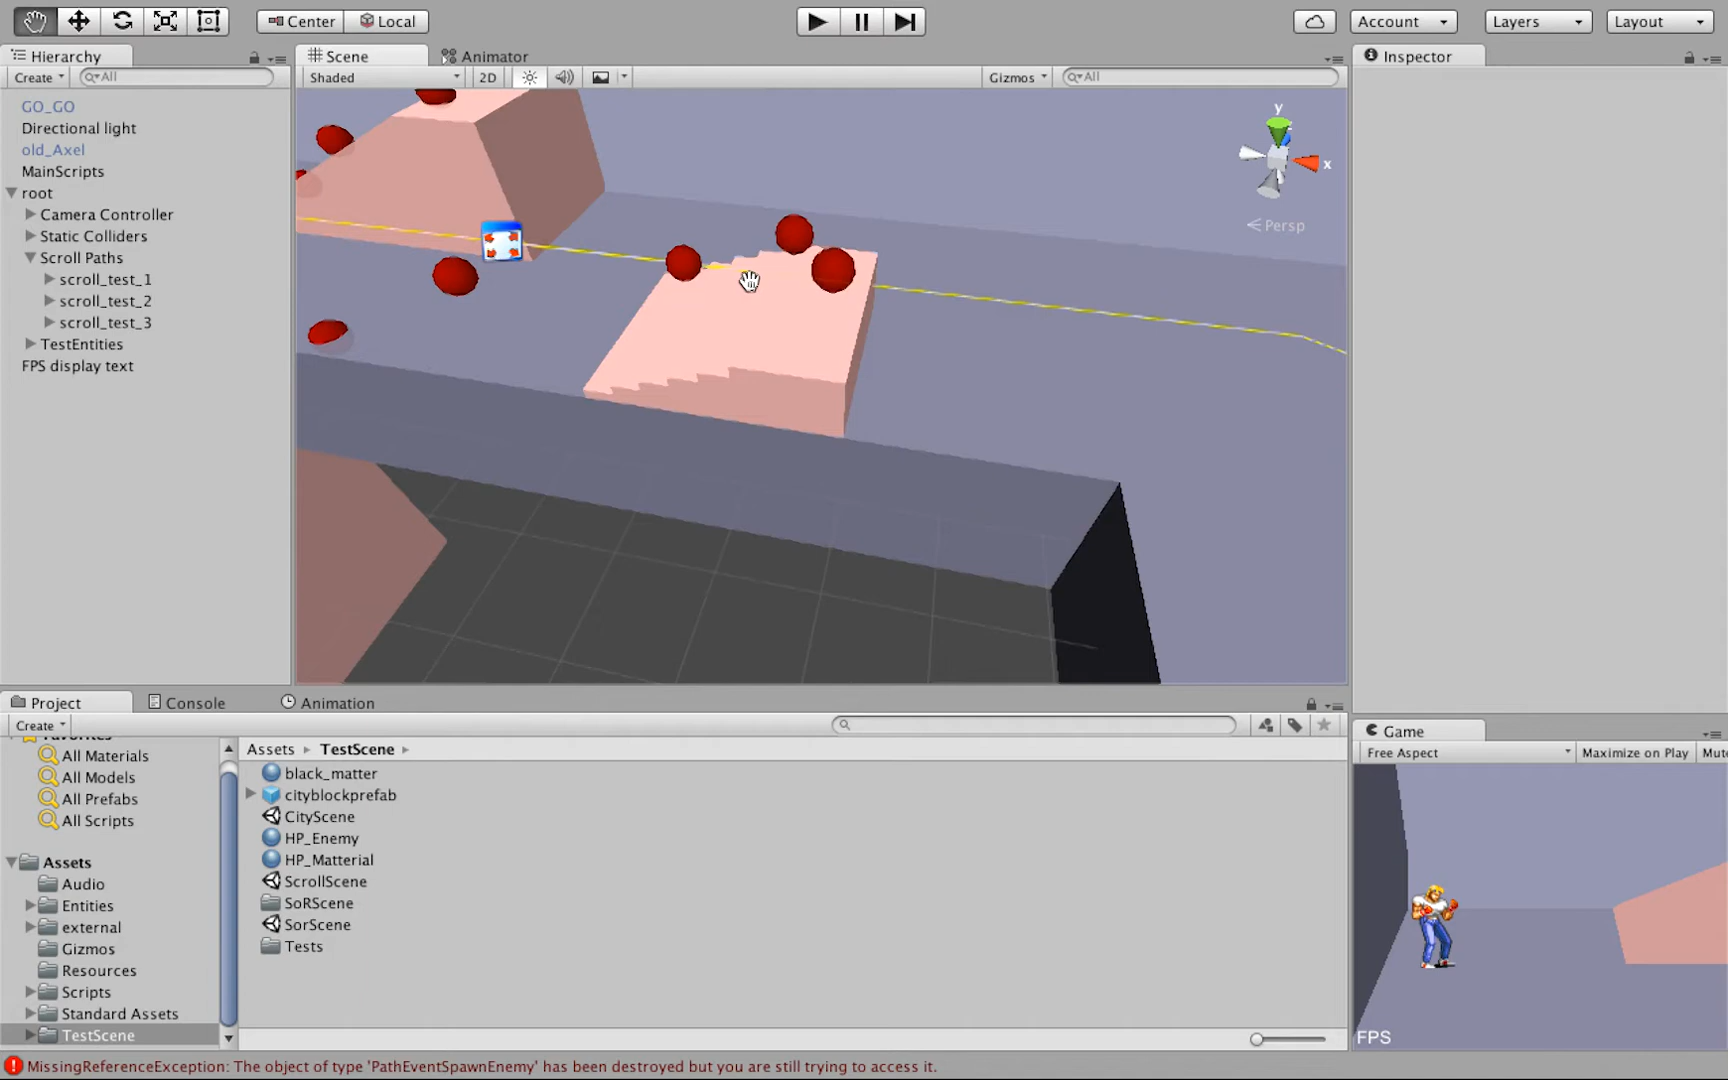 Center Local Account Layers Layout
Hierarchy Scene Animator Inspector
Create All Shaded 2D Gizmos All
GO_GO
Directional light
old_Axel
MainScripts
root
Camera Controller
Static Colliders
Scroll Paths
scroll_test_1
scroll_test_2
scroll_test_3
TestEntities
FPS display text
y
x
Persp
Project Console Animation
Create
Assets TestScene
Favorites
All Materials
All Models
All Prefabs
All Scripts
Assets
Audio
Entities
external
Gizmos
Resources
Scripts
Standard Assets
TestScene
black_matter
cityblockprefab
CityScene
HP_Enemy
HP_Matterial
ScrollScene
SoRScene
SorScene
Tests
Game
Free Aspect Maximize on Play Mut
FPS
MissingReferenceException: The object of type 'PathEventSpawnEnemy' has been destroyed but you are still trying to access it.